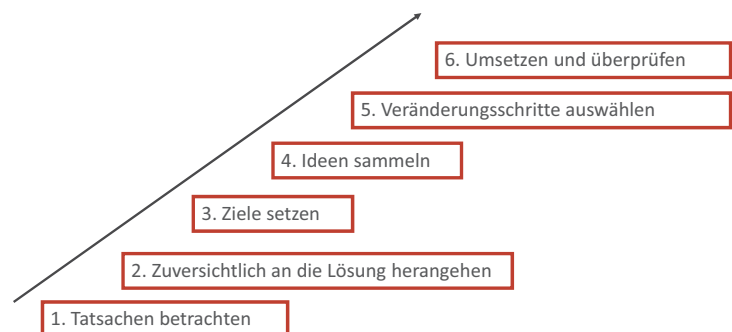 6. Umsetzen und überprüfen
5. Veränderungsschritte auswählen
4. Ideen sammeln
3. Ziele setzen
2. Zuversichtlich an die Lösung herangehen
1. Tatsachen betrachten